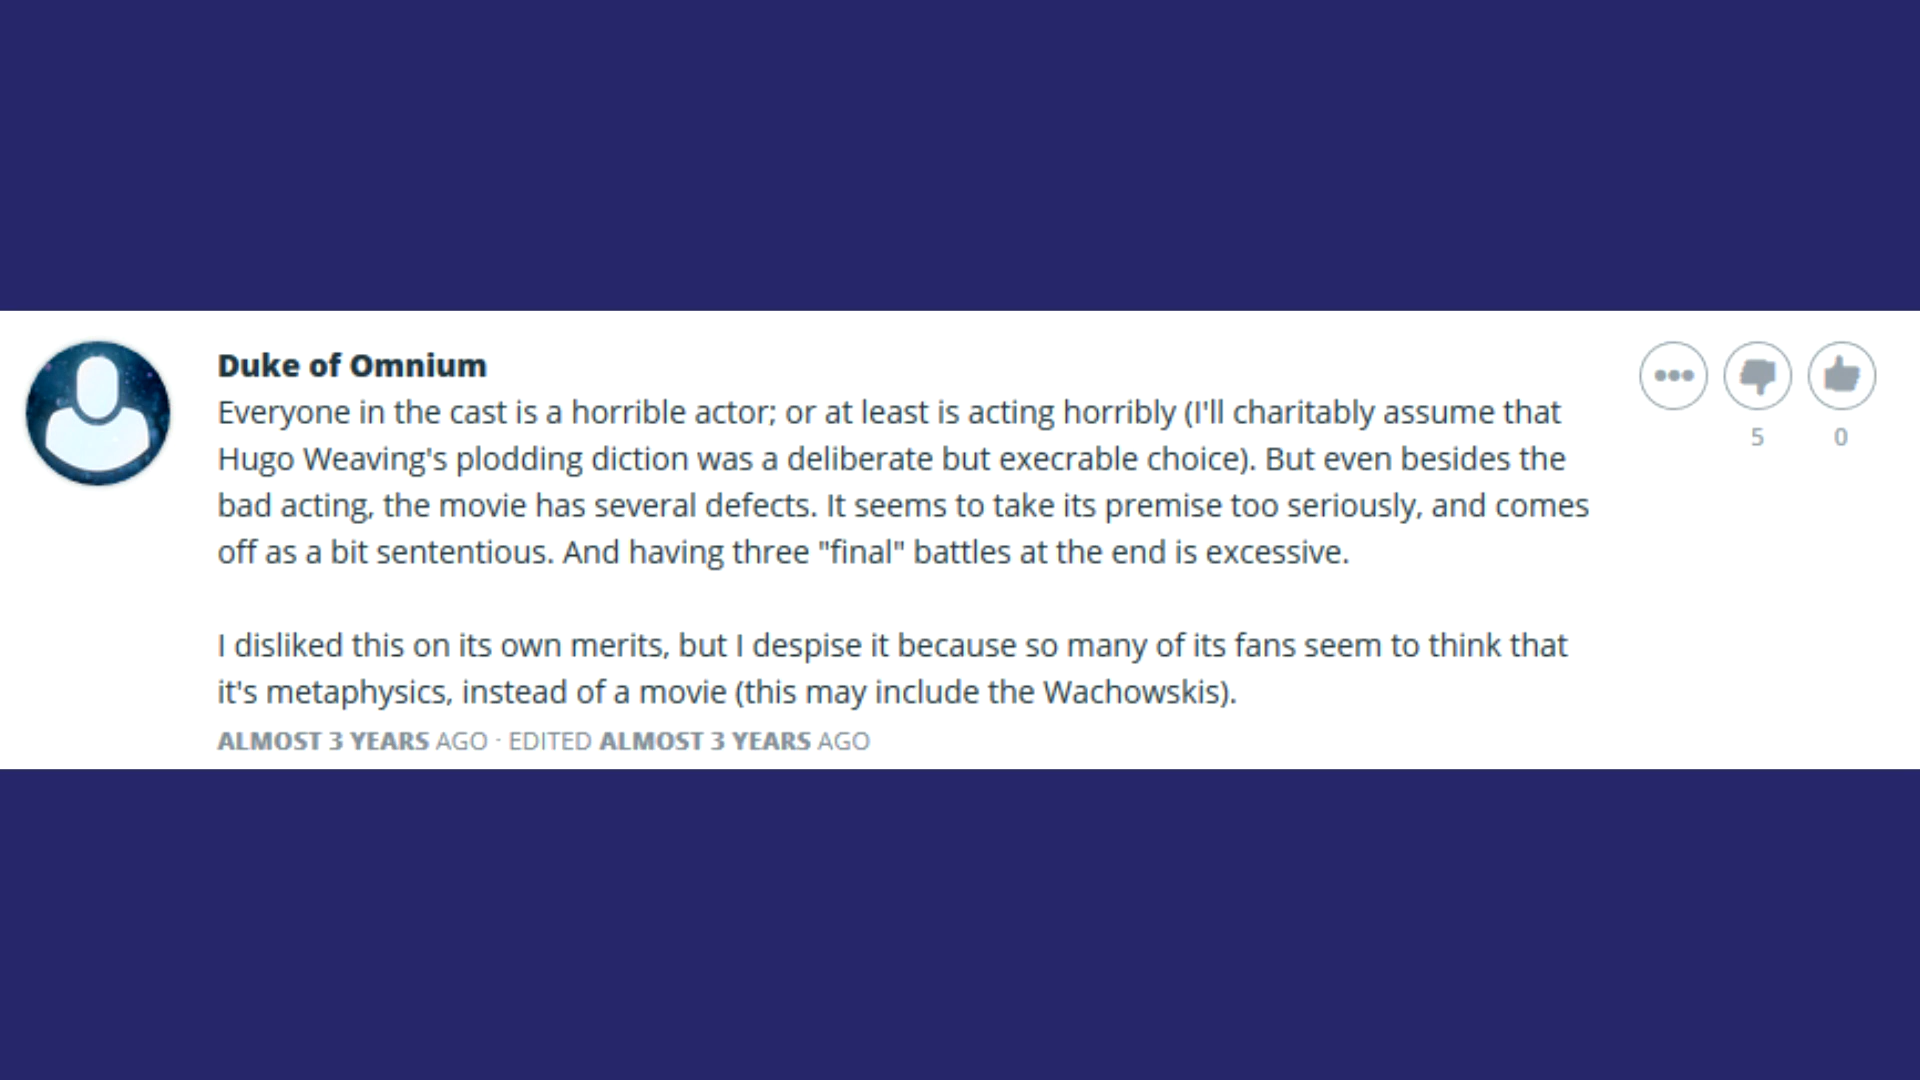 Duke of Omnium
Everyone in the cast is a horrible actor; or at least is acting horribly (I'll charitably assume that
Hugo Weaving's plodding diction was a deliberate but execrable choice). But even besides the
bad acting, the movie has several defects. It seems to take its premise too seriously, and comes
off as a bit sententious. And having three "final" battles at the end is excessive.
I disliked this on its own merits, but I despise it because so many of its fans seem to think that
it's metaphysics, instead of a movie (this may include the Wachowskis).
ALMOST 3 YEARS AGO · EDITED ALMOST 3 YEARS AGO
5
0